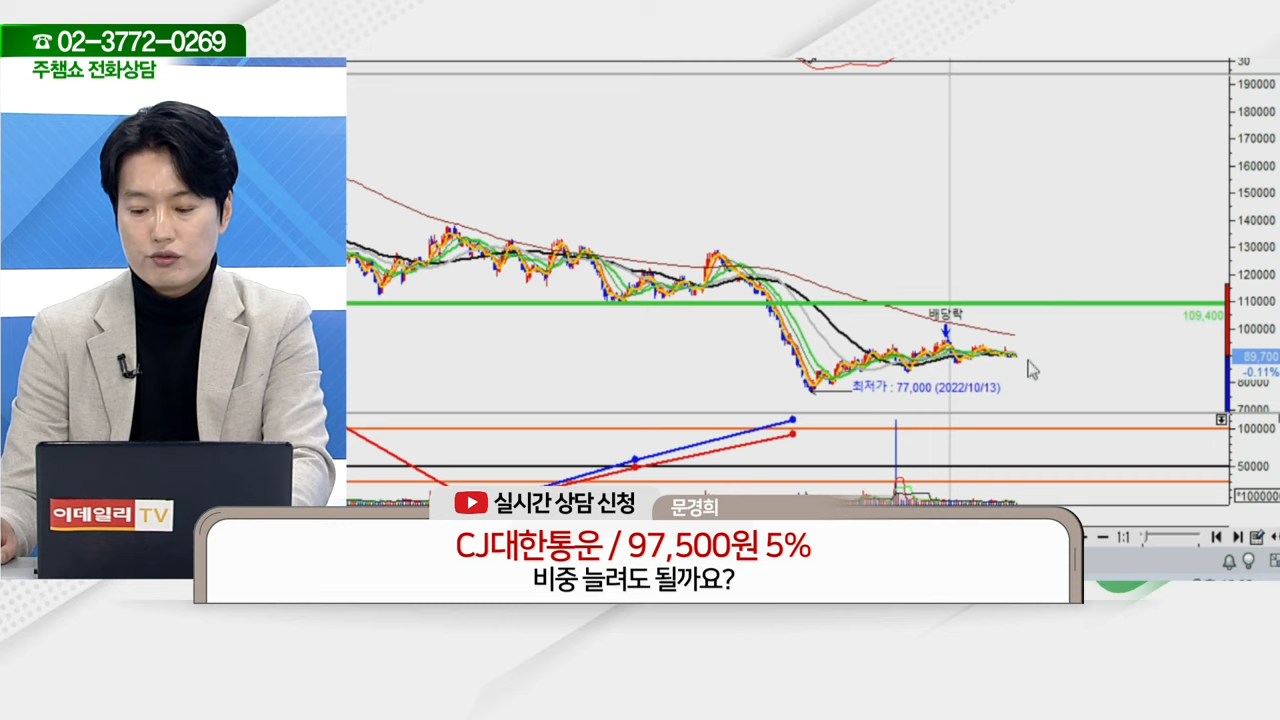 ☎ 02-3772-0269
주챔쇼 전화상담
30
190000
180000
170000
160000
150000
140000
130000
120000
110000
109,400
100000
배당락
89,700
-0.11%
80000
최저가 : 77,000 (2022/10/13)
70000
100000
50000
*100000
1:1
이데일리 TV
실시간 상담 신청
문경희
CJ대한통운 / 97,500원 5%
비중 늘려도 될까요?